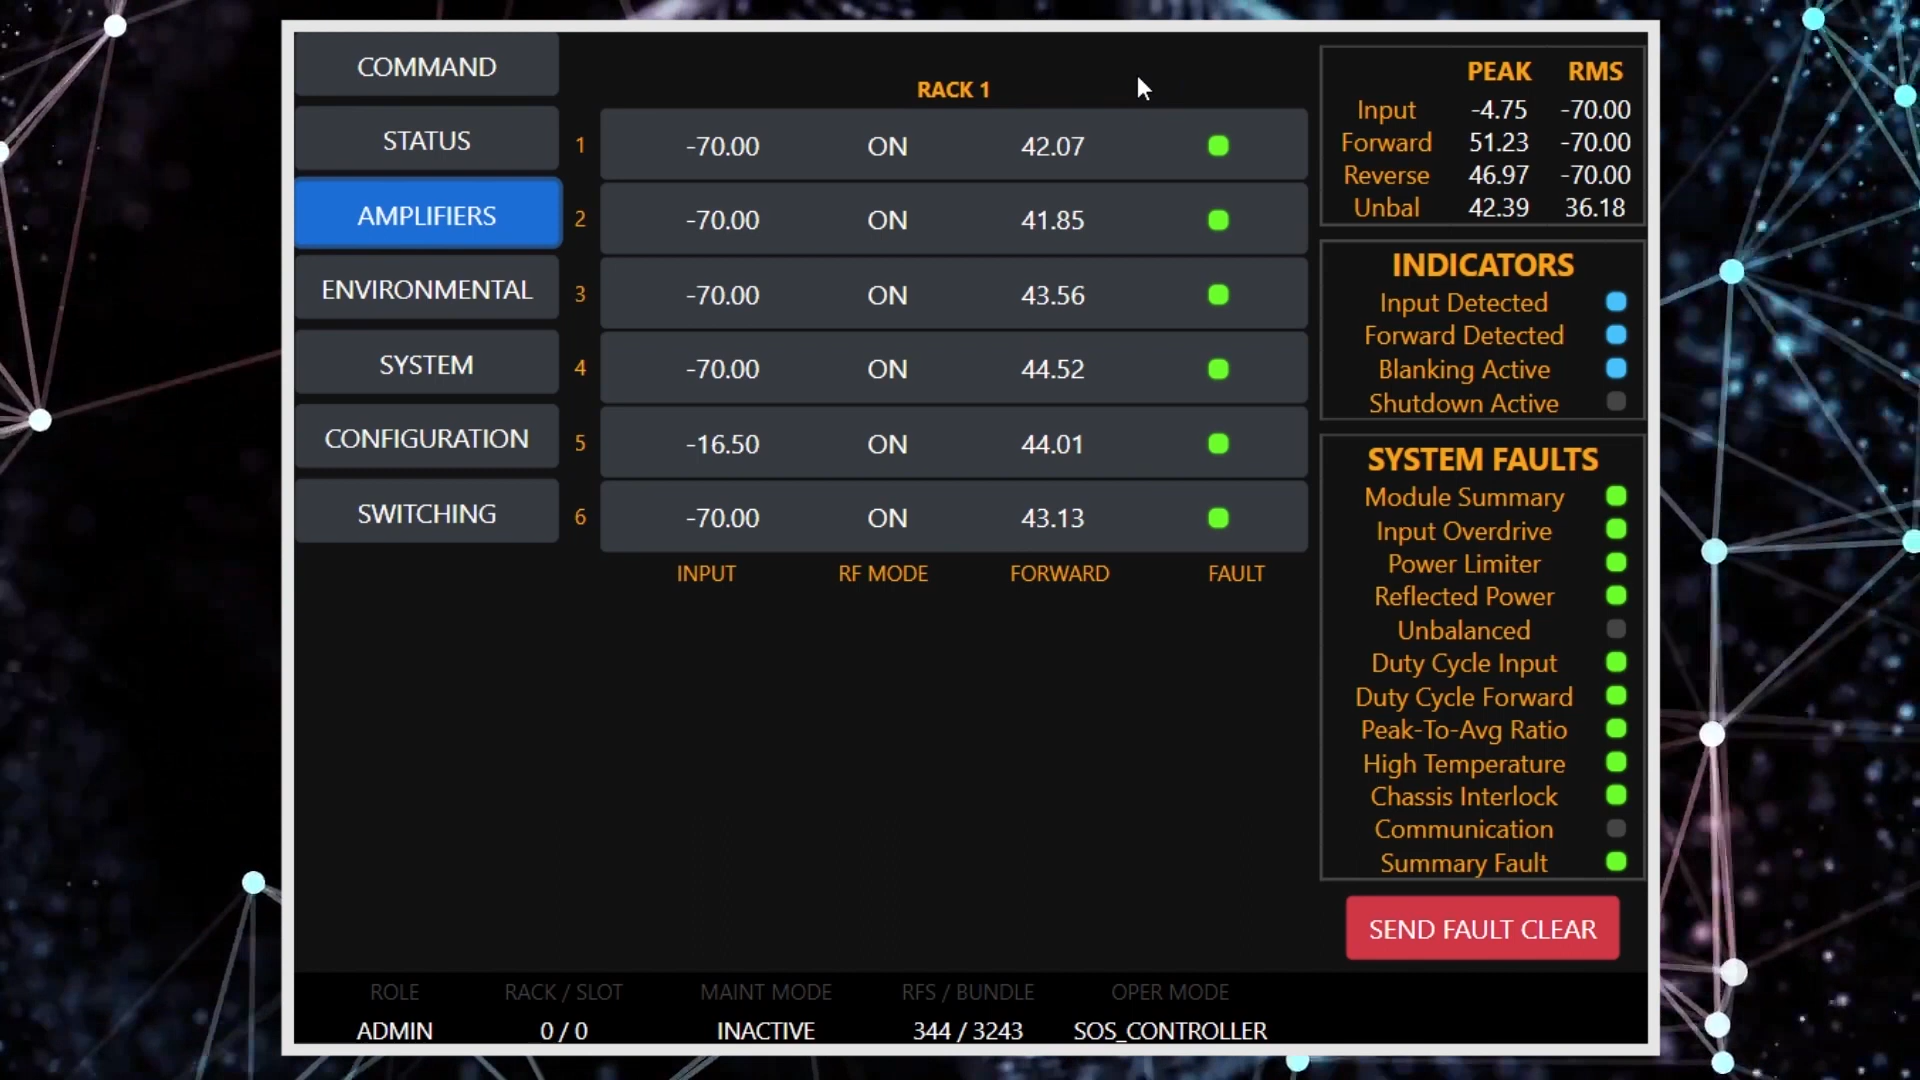 COMMAND
STATUS
AMPLIFIERS
ENVIRONMENTAL
SYSTEM
CONFIGURATION
SWITCHING
RACK 1
1 -70.00 ON 42.07
2 -70.00 ON 41.85
3 -70.00 ON 43.56
4 -70.00 ON 44.52
5 -16.50 ON 44.01
6 -70.00 ON 43.13
INPUT RF MODE FORWARD FAULT
PEAK RMS
Input -4.75 -70.00
Forward 51.23 -70.00
Reverse 46.97 -70.00
Unbal 42.39 36.18
INDICATORS
Input Detected
Forward Detected
Blanking Active
Shutdown Active
SYSTEM FAULTS
Module Summary
Input Overdrive
Power Limiter
Reflected Power
Unbalanced
Duty Cycle Input
Duty Cycle Forward
Peak-To-Avg Ratio
High Temperature
Chassis Interlock
Communication
Summary Fault
SEND FAULT CLEAR
ROLE RACK / SLOT MAINT MODE RFS / BUNDLE OPER MODE
ADMIN 0 / 0 INACTIVE 344 / 3243 SOS_CONTROLLER